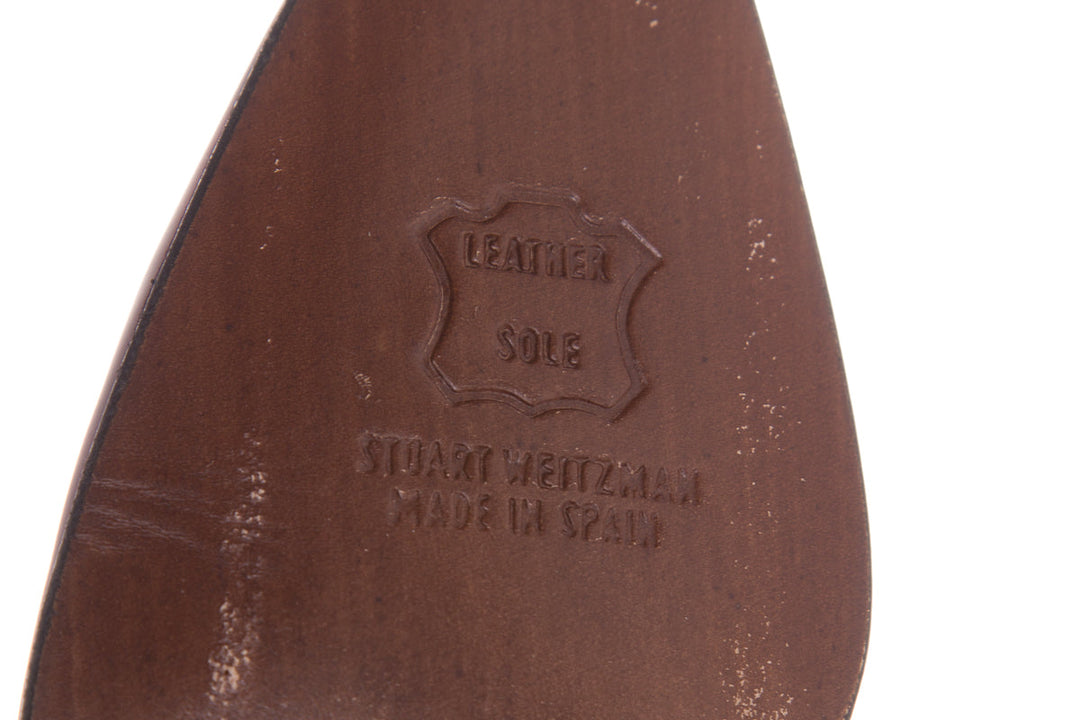 LEATHER
SOLE
STUART WEITZMAN
MADE IN SPAIN